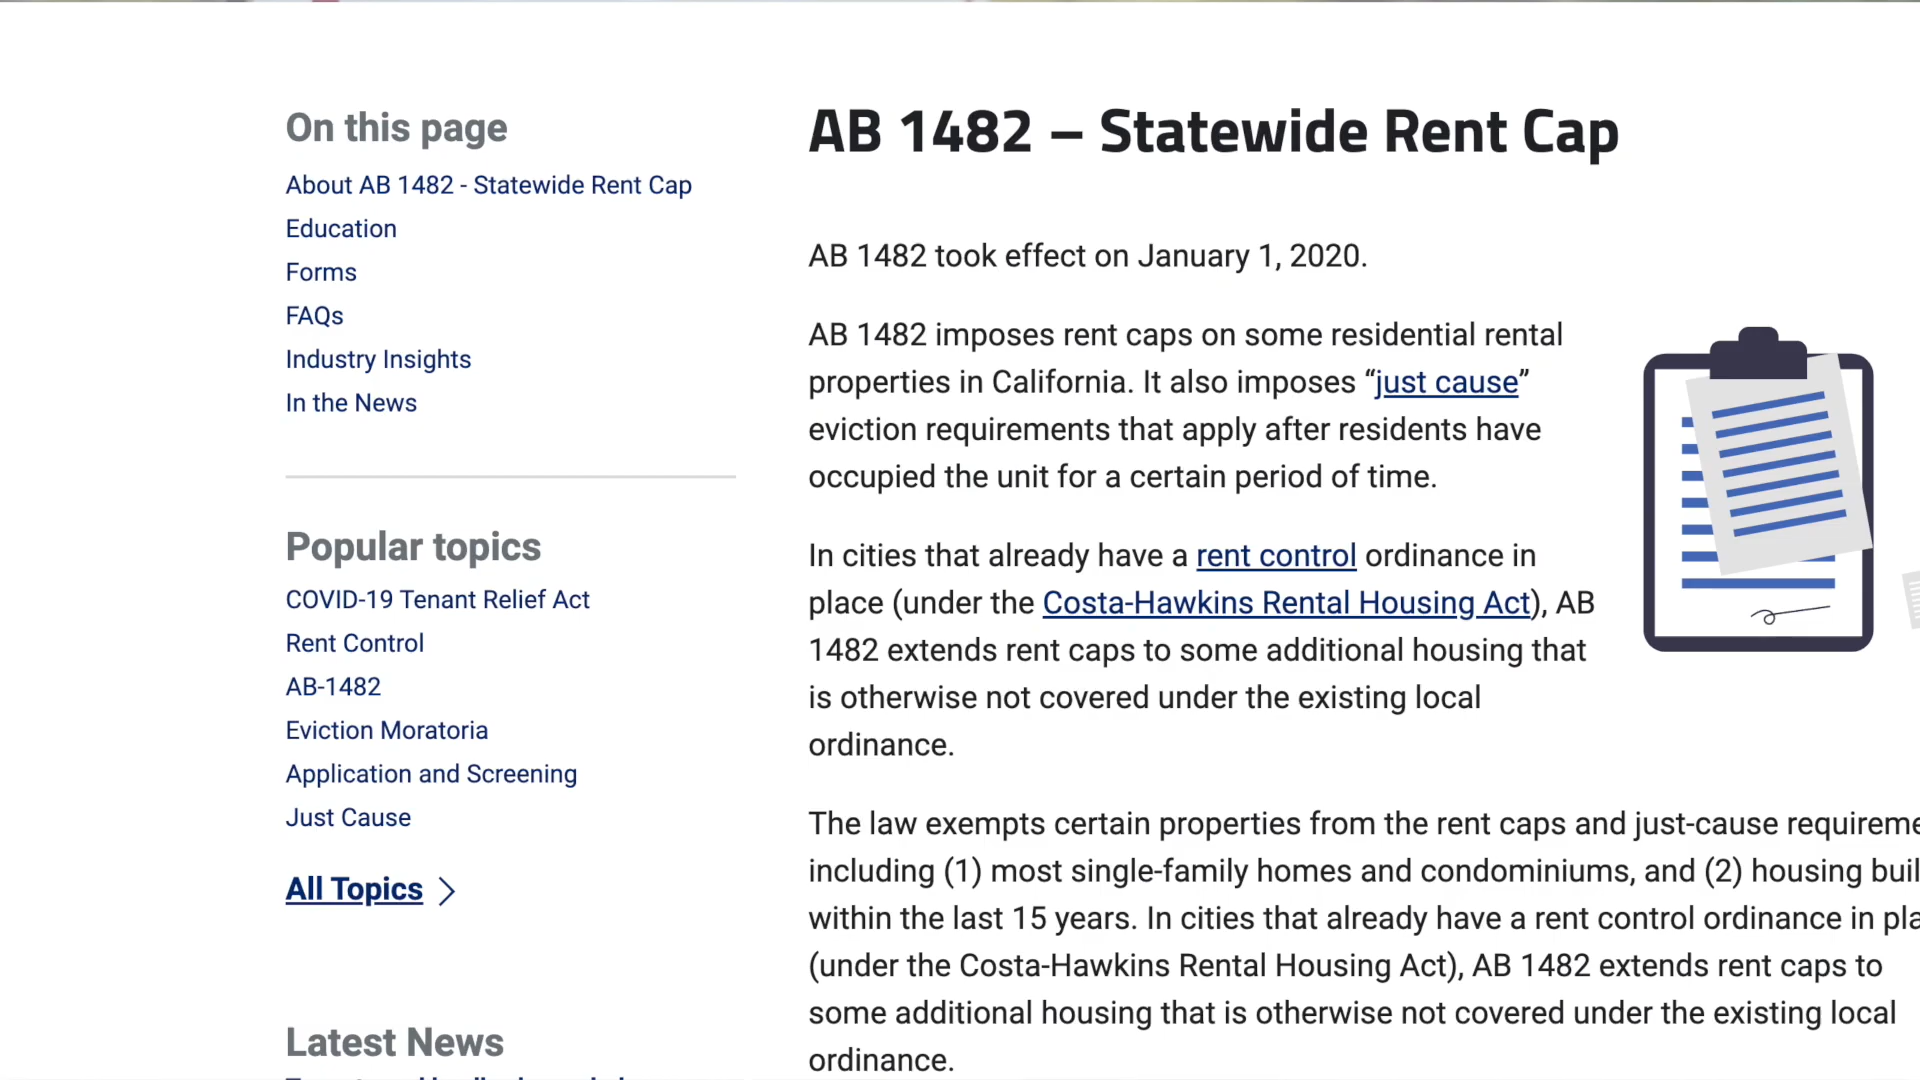 On this page
About AB 1482 - Statewide Rent Cap
Education
Forms
FAQs
Industry Insights
In the News
Popular topics
COVID-19 Tenant Relief Act
Rent Control
AB-1482
Eviction Moratoria
Application and Screening
Just Cause
All Topics
Latest News
AB 1482 – Statewide Rent Cap
AB 1482 took effect on January 1, 2020.
AB 1482 imposes rent caps on some residential rental
properties in California. It also imposes “just cause”
eviction requirements that apply after residents have
occupied the unit for a certain period of time.
In cities that already have a rent control ordinance in
place (under the Costa-Hawkins Rental Housing Act), AB
1482 extends rent caps to some additional housing that
is otherwise not covered under the existing local
ordinance.
The law exempts certain properties from the rent caps and just-cause
including (1) most single-family homes and condominiums, and (2) housing
within the last 15 years. In cities that already have a rent control ordinance in
(under the Costa-Hawkins Rental Housing Act), AB 1482 extends rent caps to
some additional housing that is otherwise not covered under the existing local
ordinance.